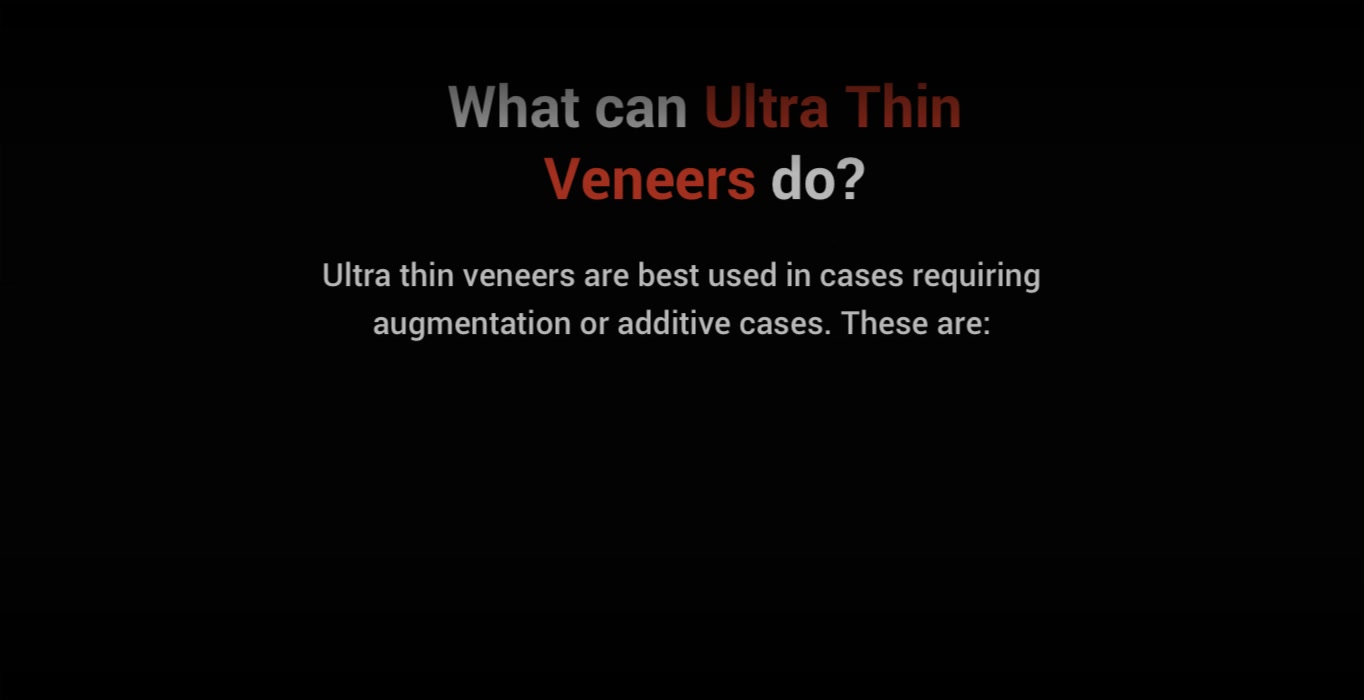 What can Ultra Thin
Veneers do?
Ultra thin veneers are best used in cases requiring
augmentation or additive cases. These are: